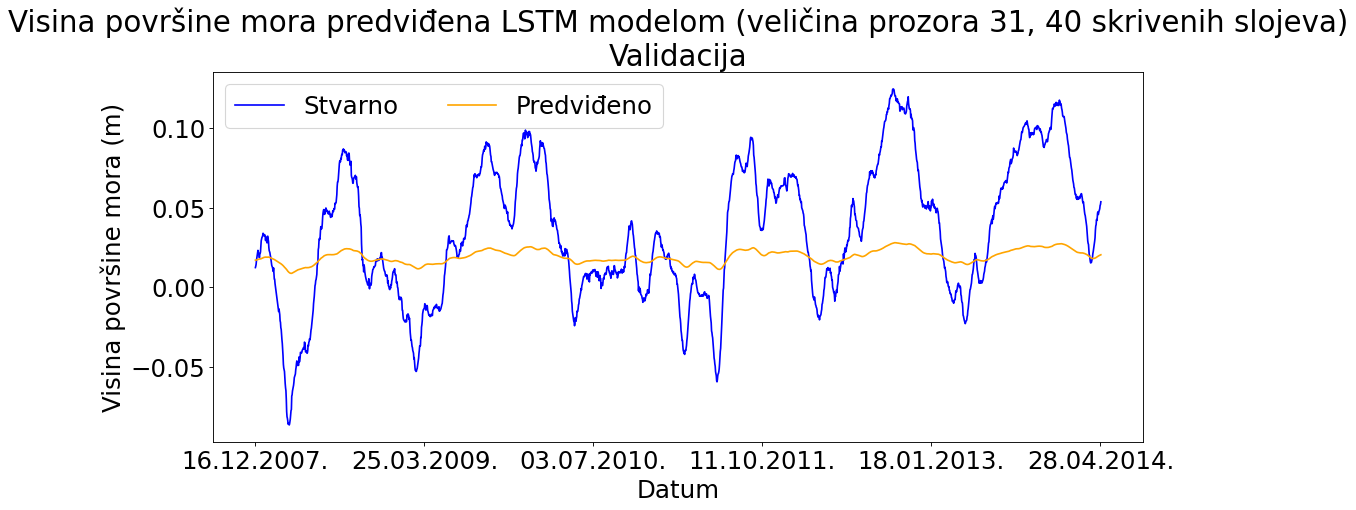 Visina površine mora predviđena LSTM modelom (veličina prozora 31, 40 skrivenih slojeva)
Validacija
Stvarno
Predviđeno
Visina površine mora (m)
0.10
0.05
0.00
−0.05
16.12.2007.
25.03.2009.
03.07.2010.
11.10.2011.
18.01.2013.
28.04.2014.
Datum